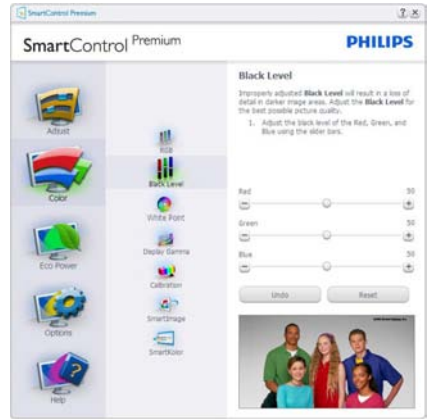 SmartControl Premium
SmartControl Premium
PHILIPS
Adjust
Color
Eco Power
Options
Help
RGB
Black Level
White Point
Display Gamma
Calibration
SmartImage
SmartKolor
Black Level
Improperly adjusted Black Level will result in a loss of
detail in darker image areas. Adjust the Black Level for
the best possible picture quality.
1. Adjust the black level of the Red, Green, and
Blue using the slider bars.
Red 50
Green 50
Blue 50
Undo
Reset